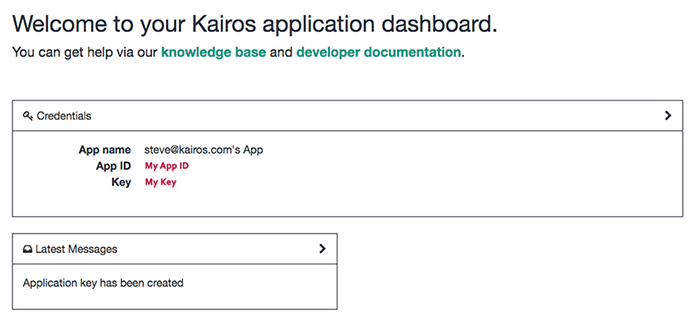 Welcome to your Kairos application dashboard.
You can get help via our knowledge base and developer documentation.
Credentials
App name steve@kairos.com's App
App ID My App ID
Key My Key
Latest Messages
Application key has been created